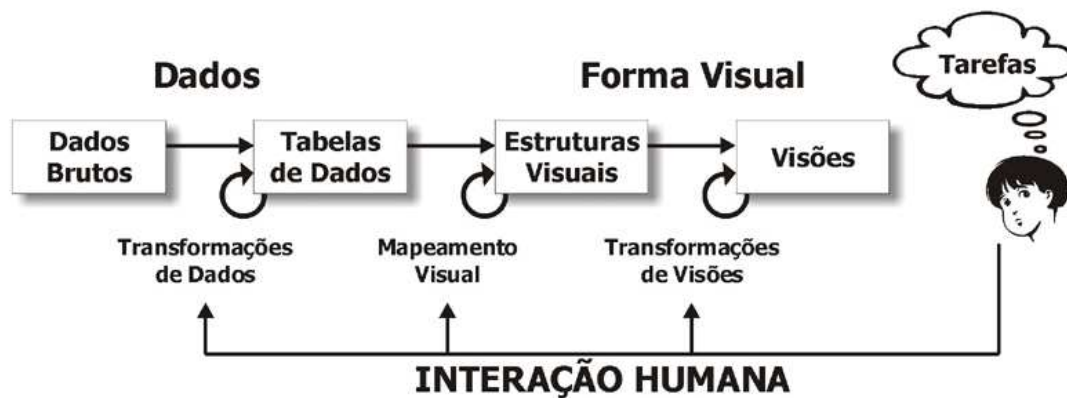 Dados
Forma Visual
Tarefas
Dados
Brutos
Tabelas
de Dados
Estruturas
Visuais
Visões
Transformações
de Dados
Mapeamento
Visual
Transformações
de Visões
INTERAÇÃO HUMANA